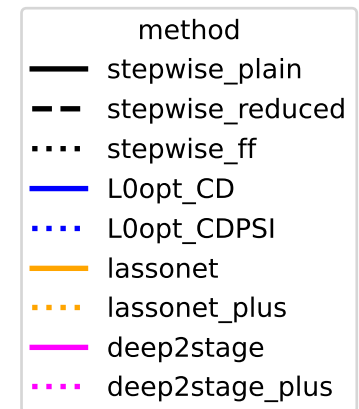 method
stepwise_plain
stepwise_reduced
stepwise_ff
L0opt_CD
L0opt_CDPSI
lassonet
lassonet_plus
deep2stage
deep2stage_plus